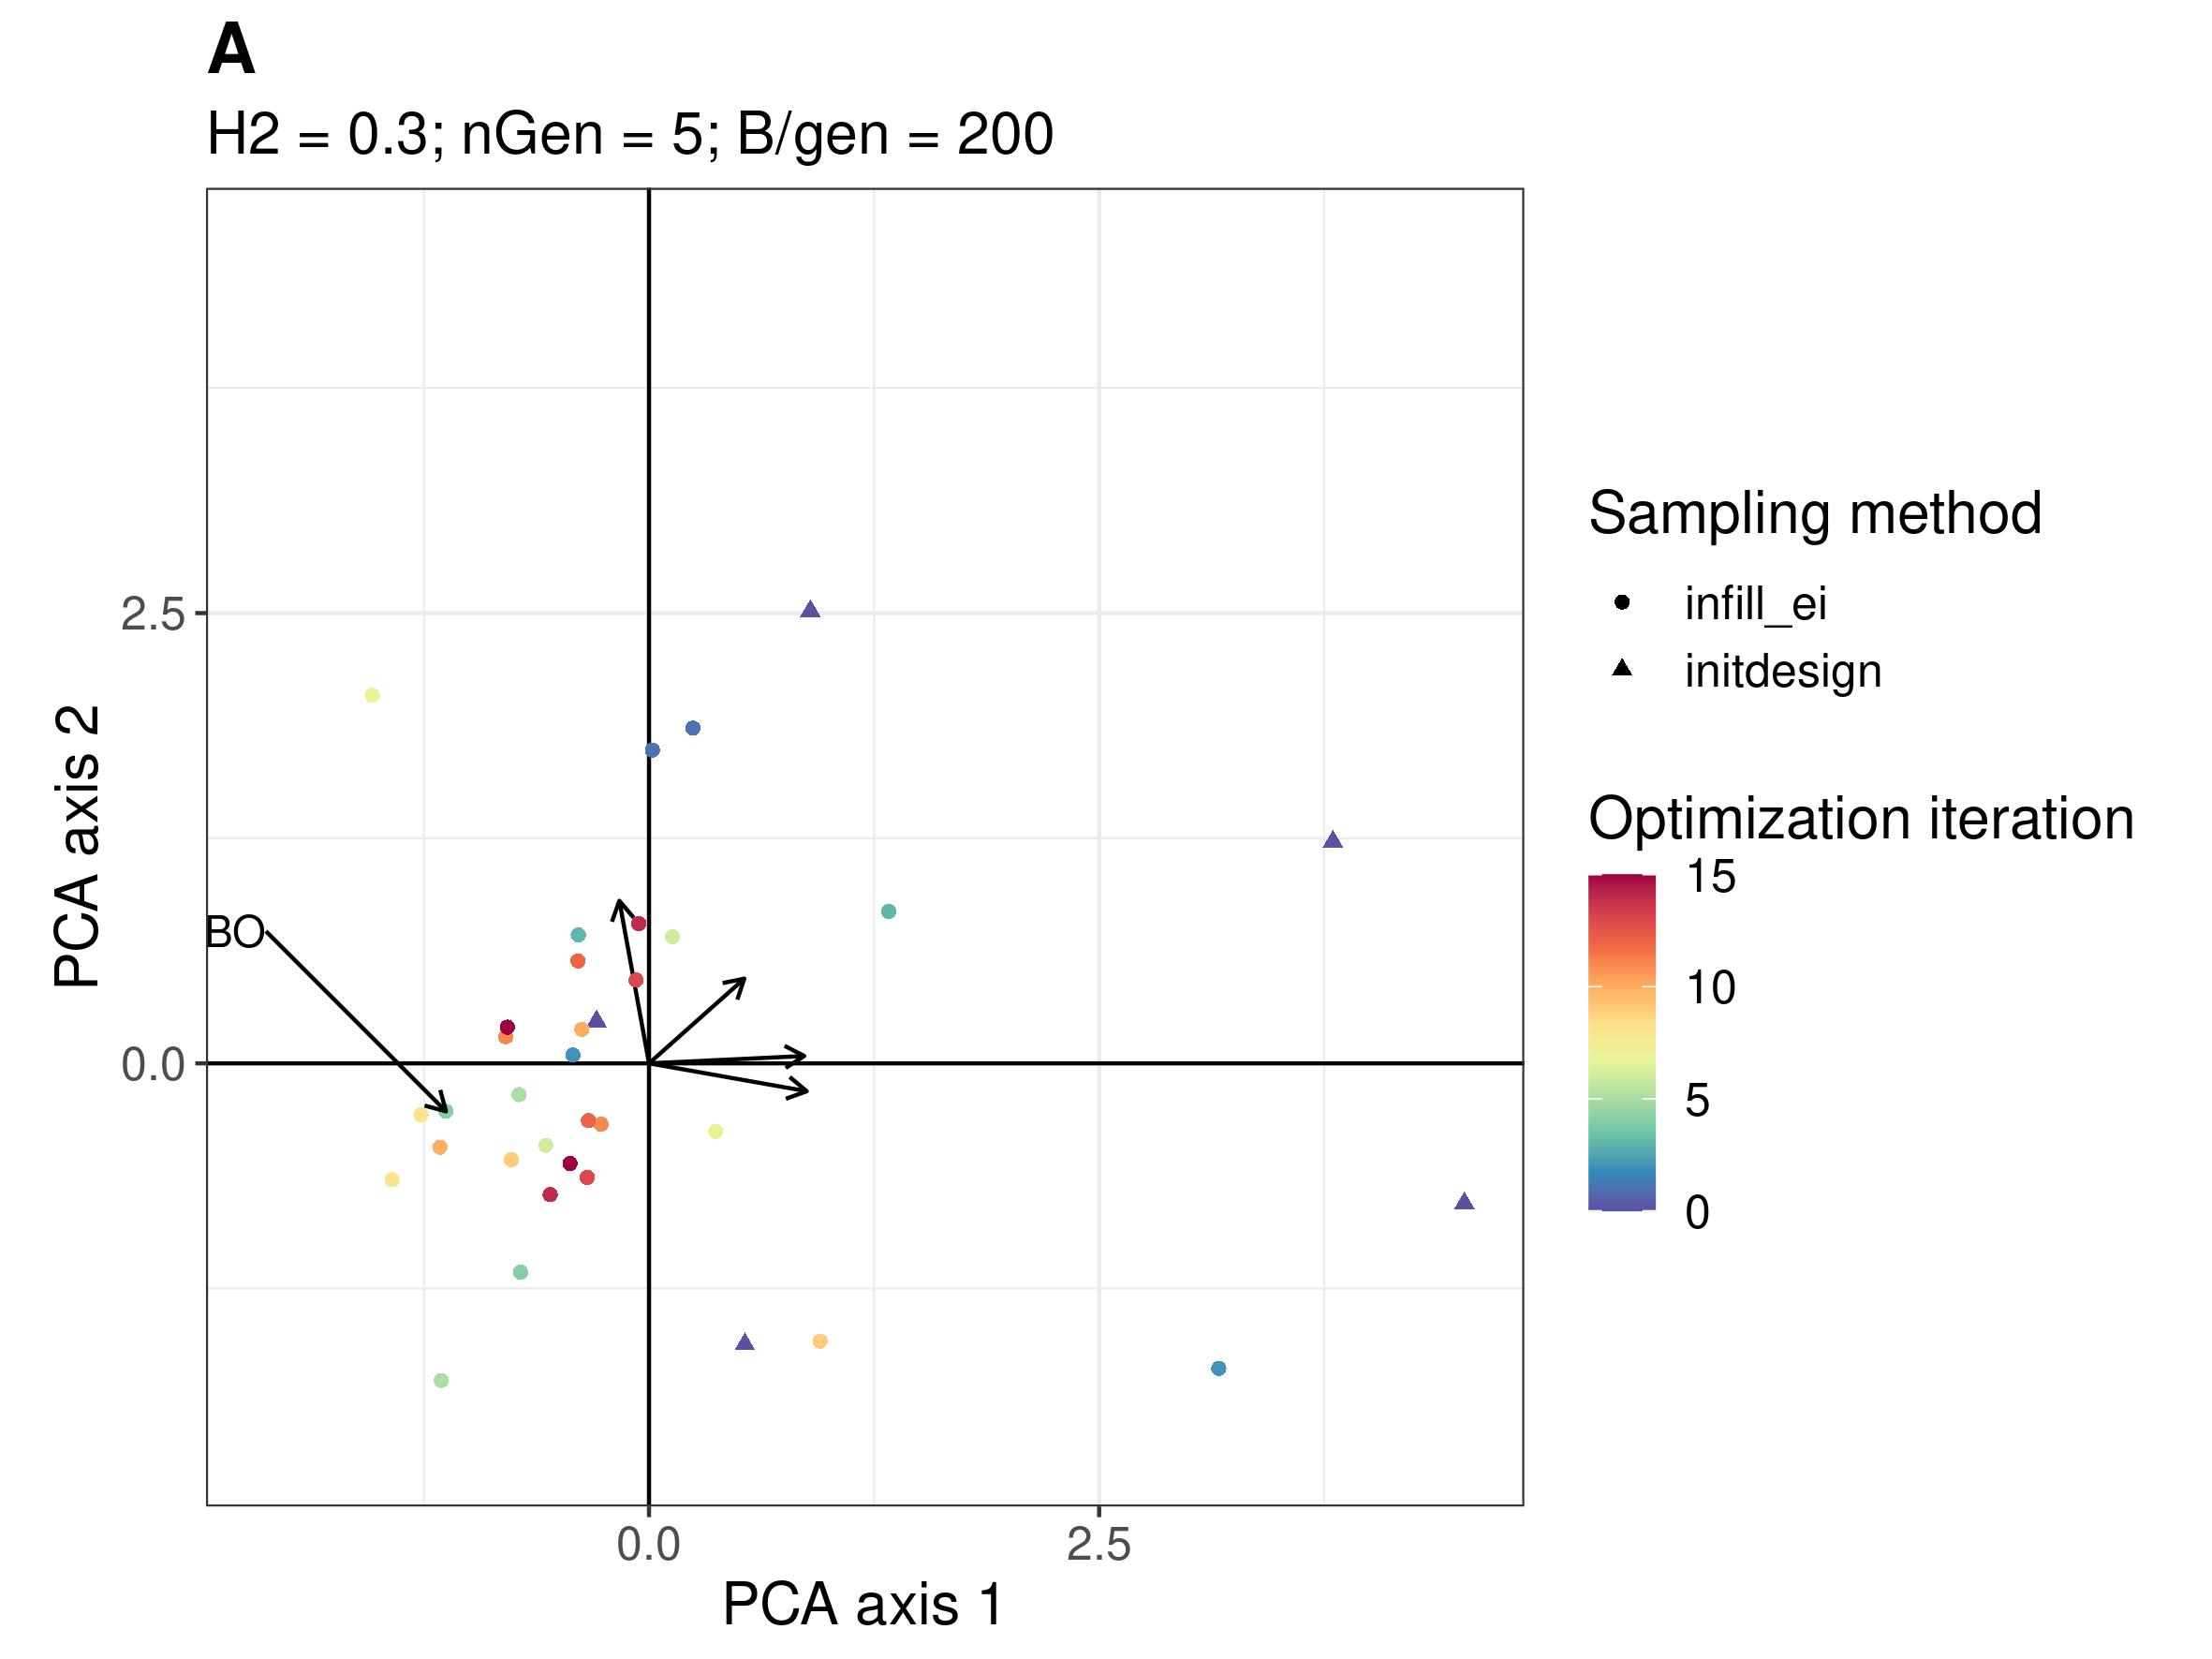 A
H2 = 0.3; nGen = 5; B/gen = 200
PCA axis 2
2.5
0.0
BO
0.0
2.5
PCA axis 1
Sampling method
infill_ei
initdesign
Optimization iteration
15
10
5
0